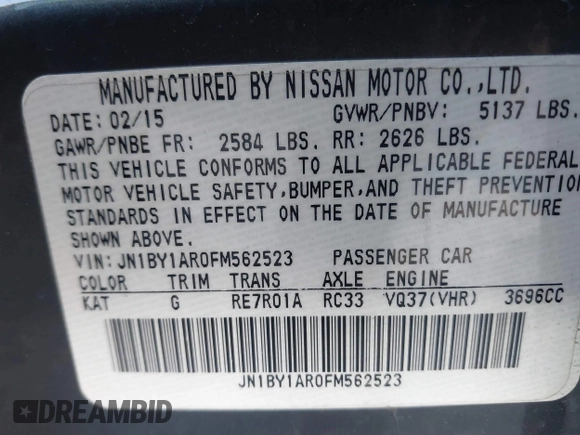 MANUFACTURED BY NISSAN MOTOR CO.,LTD.
DATE: 02/15 GVWR/PNBV: 5137 LBS.
GAWR/PNBE FR: 2584 LBS. RR: 2626 LBS.
THIS VEHICLE CONFORMS TO ALL APPLICABLE FEDERAL
MOTOR VEHICLE SAFETY,BUMPER,AND THEFT PREVENTION
STANDARDS IN EFFECT ON THE DATE OF MANUFACTURE
SHOWN ABOVE.
VIN: JN1BY1AR0FM562523 PASSENGER CAR
COLOR TRIM TRANS AXLE ENGINE
KAT G RE7R01A RC33 VQ37(VHR) 3696CC
JN1BY1AR0FM562523
DREAMBID